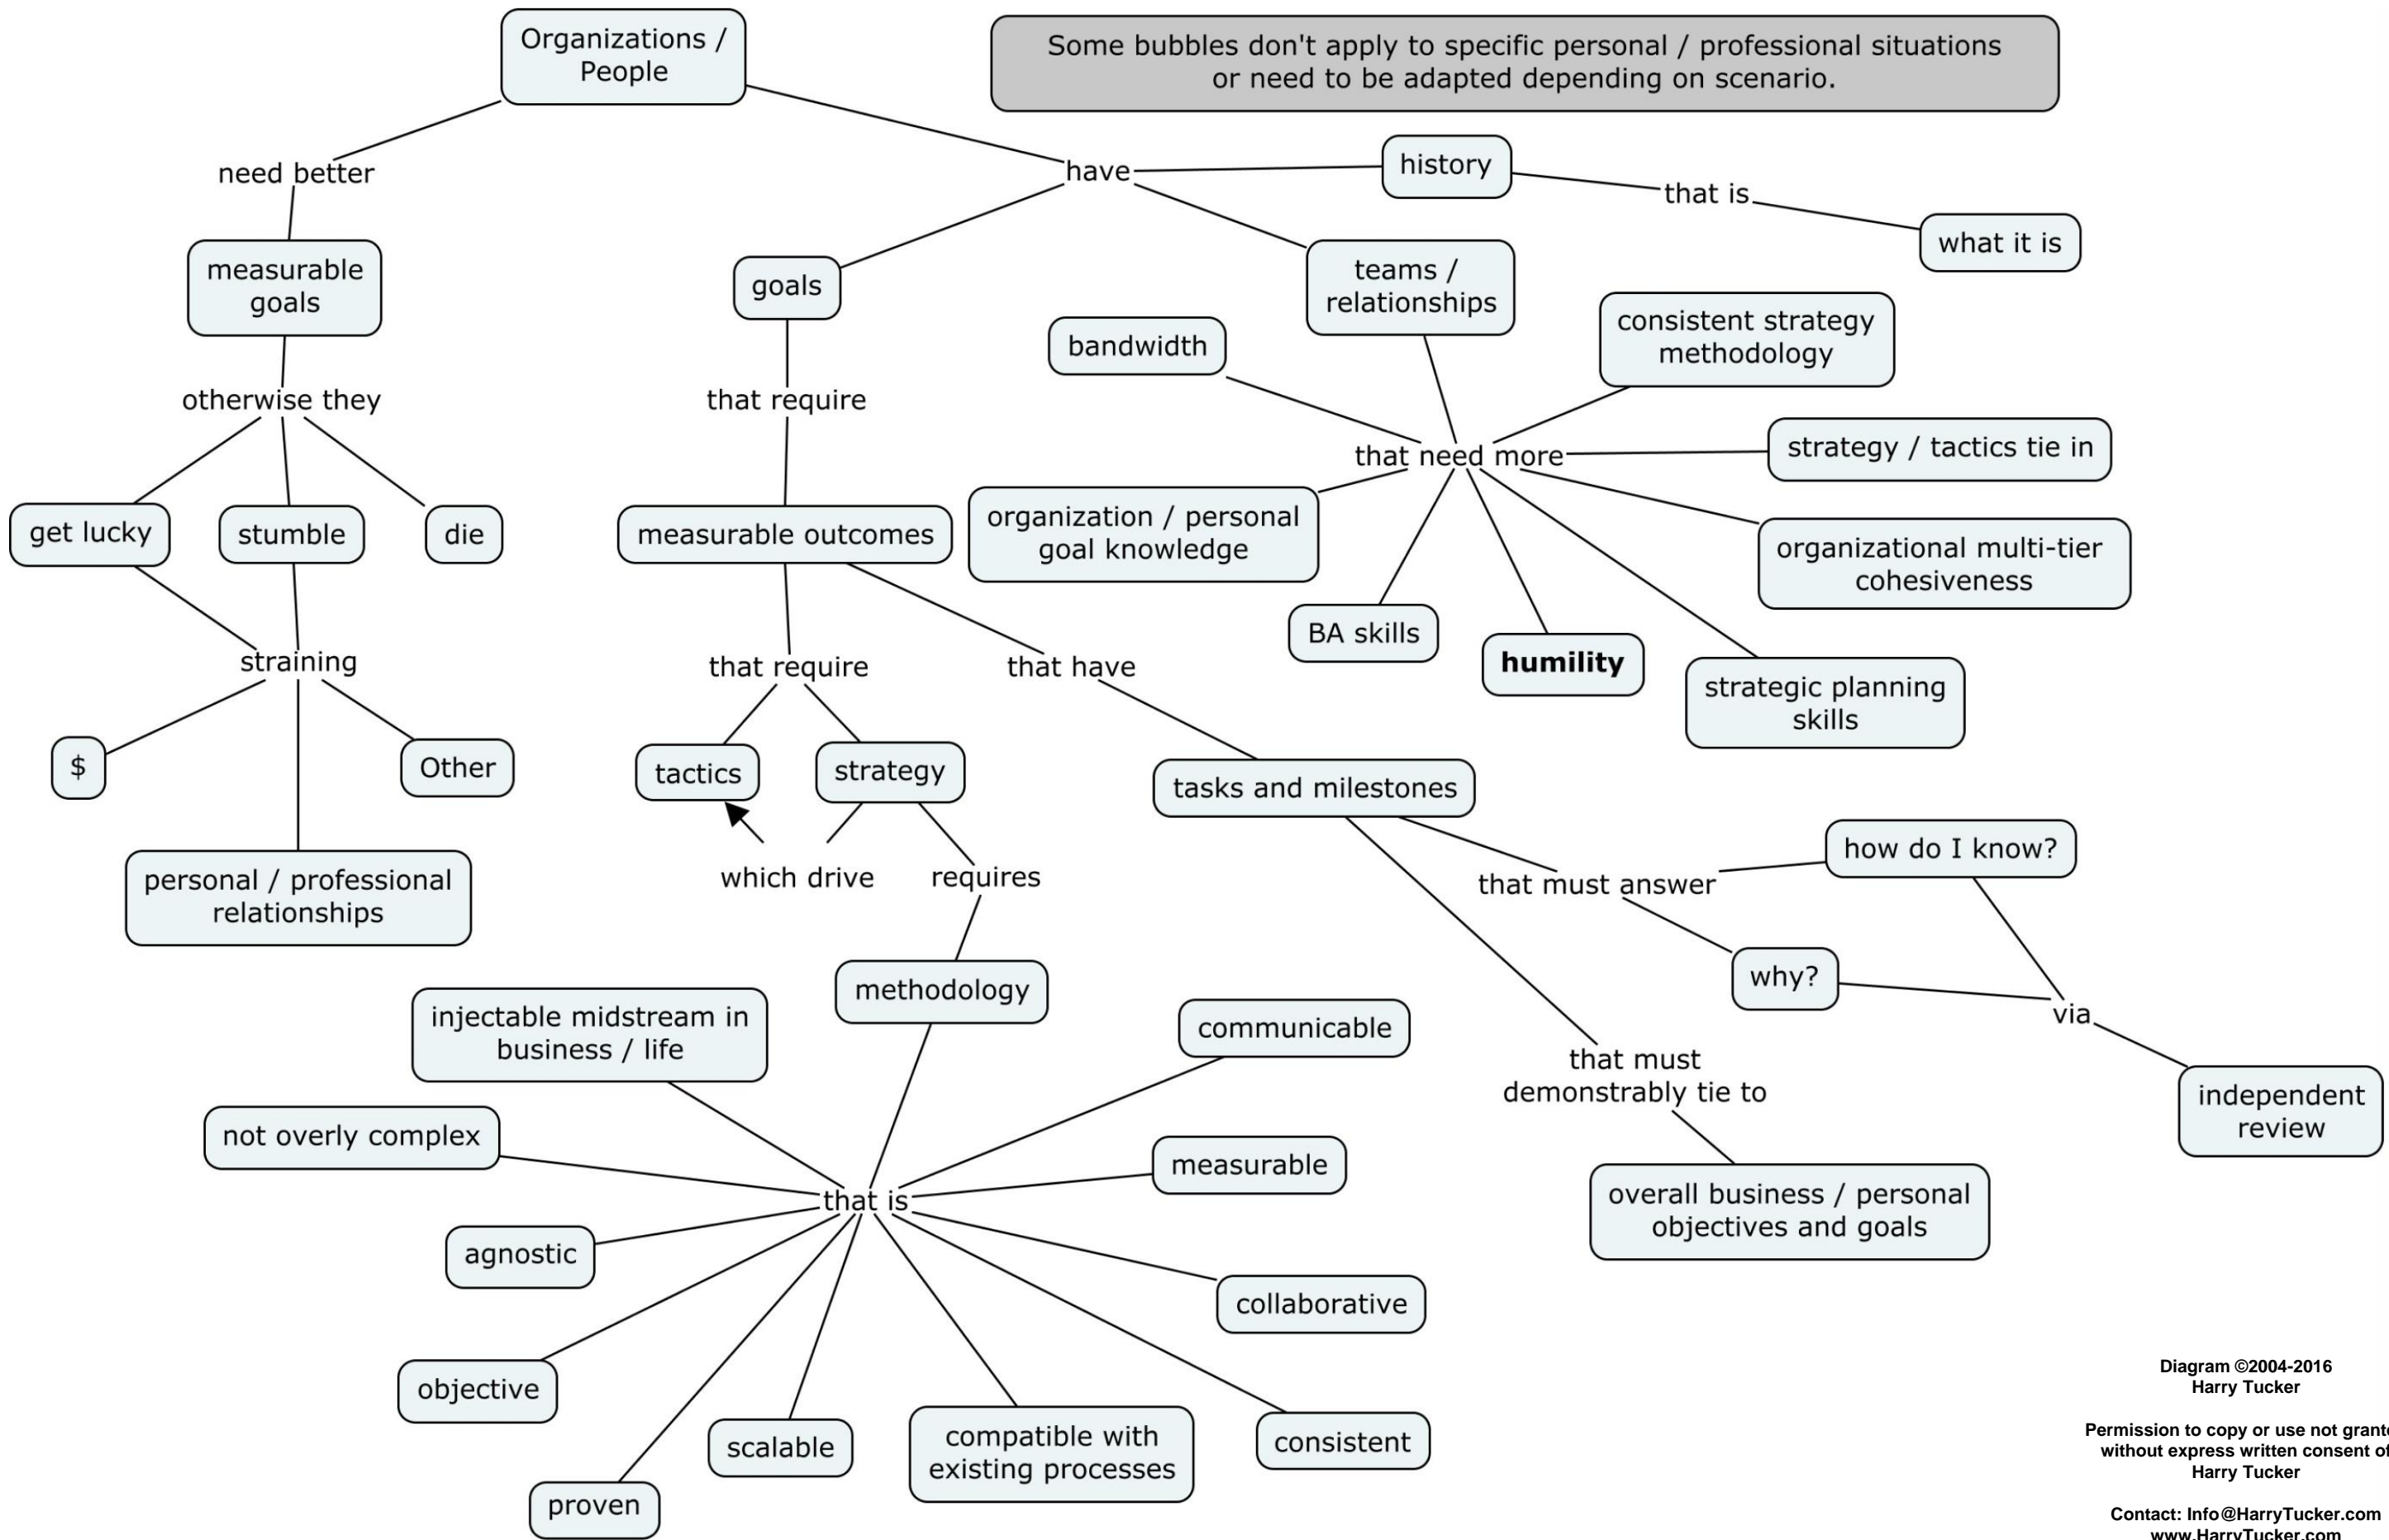 Organizations /
People
Some bubbles don't apply to specific personal / professional situations
or need to be adapted depending on scenario.
need better
have
history
that is
what it is
measurable
goals
goals
teams /
relationships
bandwidth
consistent strategy
methodology
otherwise they
that require
that need more
strategy / tactics tie in
get lucky
stumble
die
measurable outcomes
organization / personal
goal knowledge
organizational multi-tier
cohesiveness
BA skills
humility
strategic planning
skills
straining
that require
that have
$
Other
tactics
strategy
tasks and milestones
personal / professional
relationships
which drive
requires
that must answer
how do I know?
why?
via
independent
review
methodology
injectable midstream in
business / life
communicable
that must
demonstrably tie to
not overly complex
measurable
overall business / personal
objectives and goals
that is
agnostic
collaborative
objective
scalable
compatible with
existing processes
consistent
proven
Diagram ©2004-2016
Harry Tucker
Permission to copy or use not grante
without express written consent of
Harry Tucker
Contact: Info@HarryTucker.com
www.HarryTucker.com